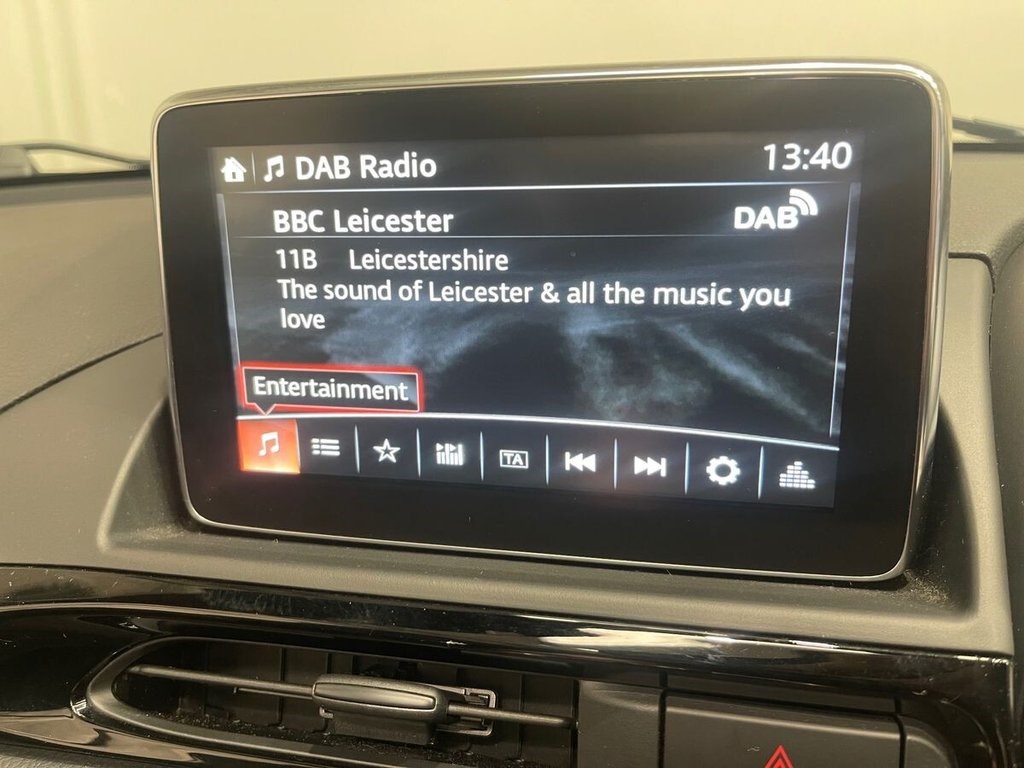 DAB Radio 13:40
BBC Leicester DAB
11B Leicestershire
The sound of Leicester & all the music you
love
Entertainment
TA